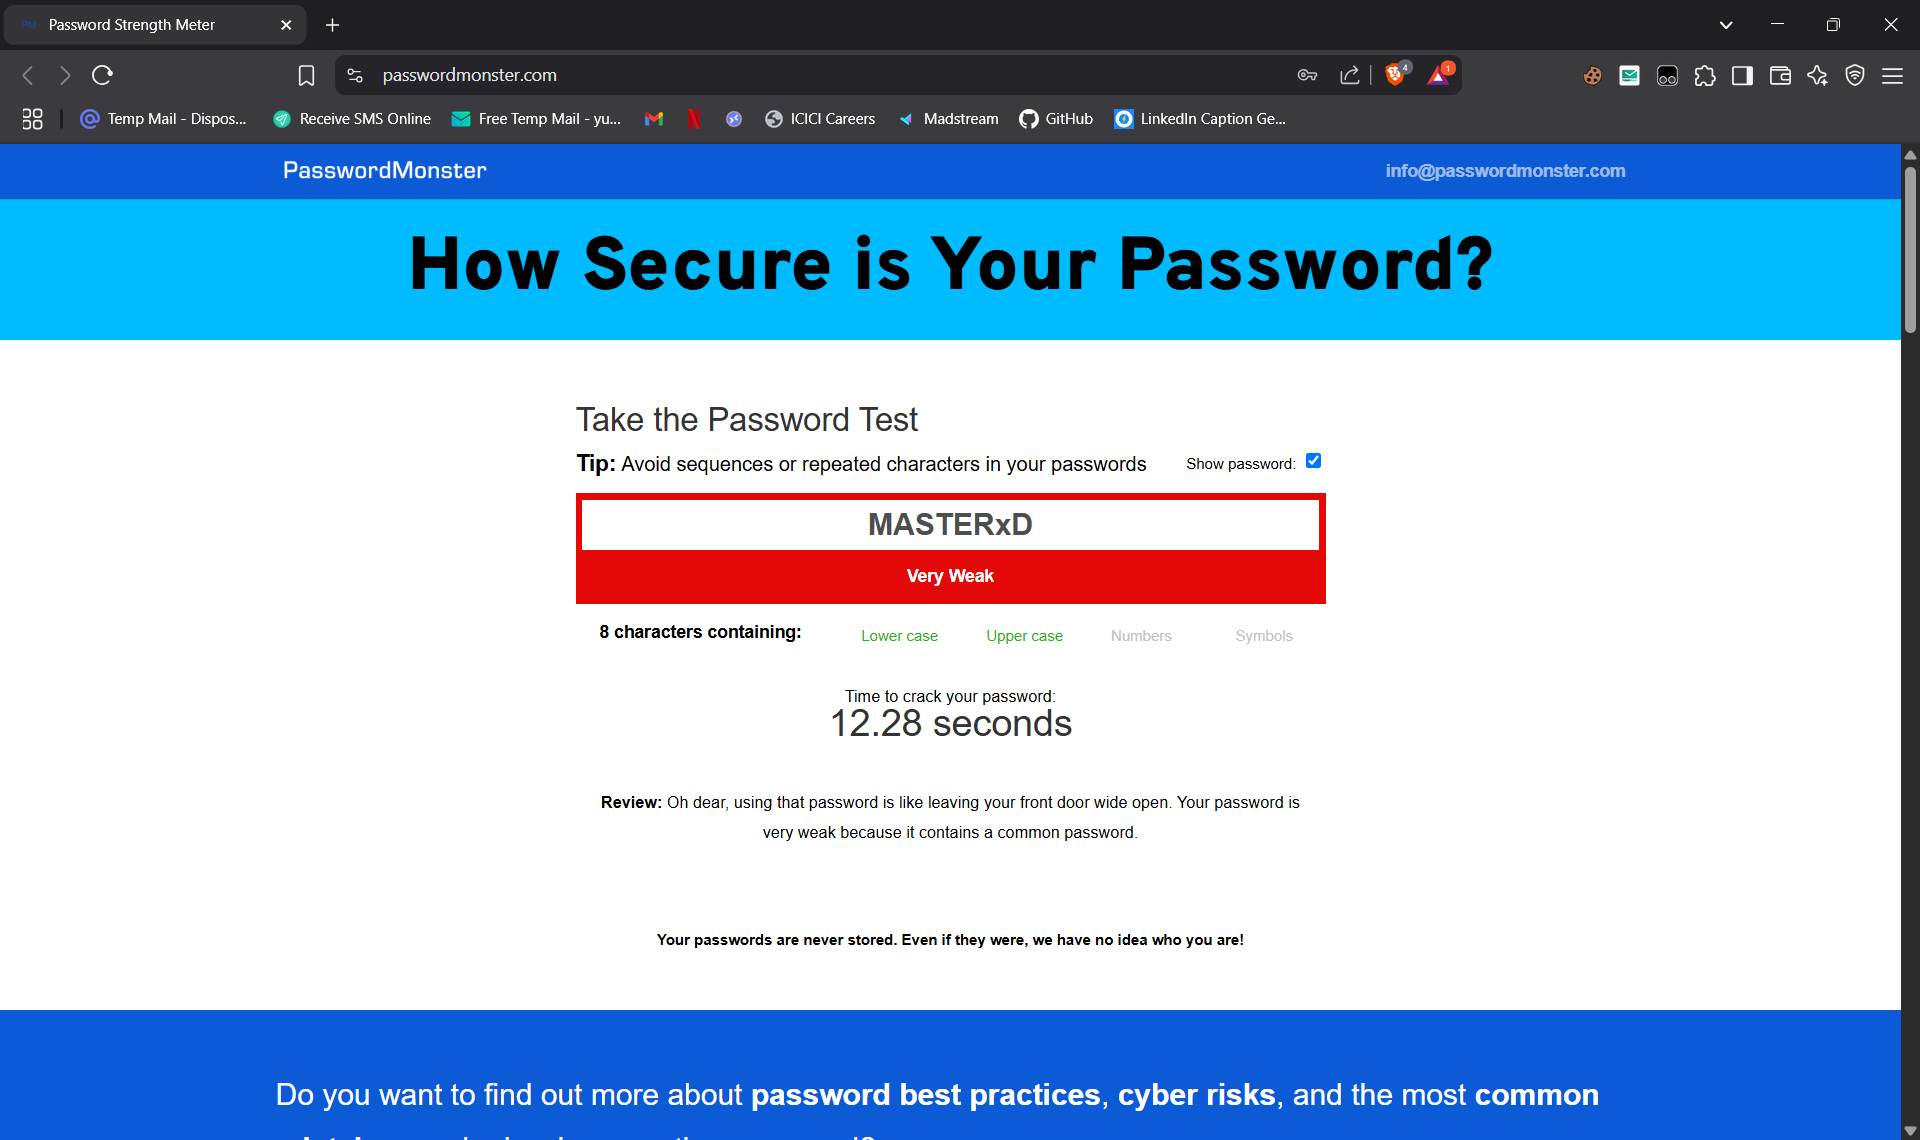 Password Strength Meter
passwordmonster.com
4
1
Temp Mail - Dispos...
Receive SMS Online
Free Temp Mail - yu...
ICICI Careers
Madstream
GitHub
LinkedIn Caption Ge...
PasswordMonster
info@passwordmonster.com
How Secure is Your Password?
Take the Password Test
Tip: Avoid sequences or repeated characters in your passwords
Show password:
MASTERxD
Very Weak
8 characters containing:
Lower case
Upper case
Numbers
Symbols
Time to crack your password:
12.28 seconds
Review: Oh dear, using that password is like leaving your front door wide open. Your password is
very weak because it contains a common password.
Your passwords are never stored. Even if they were, we have no idea who you are!
Do you want to find out more about password best practices, cyber risks, and the most common